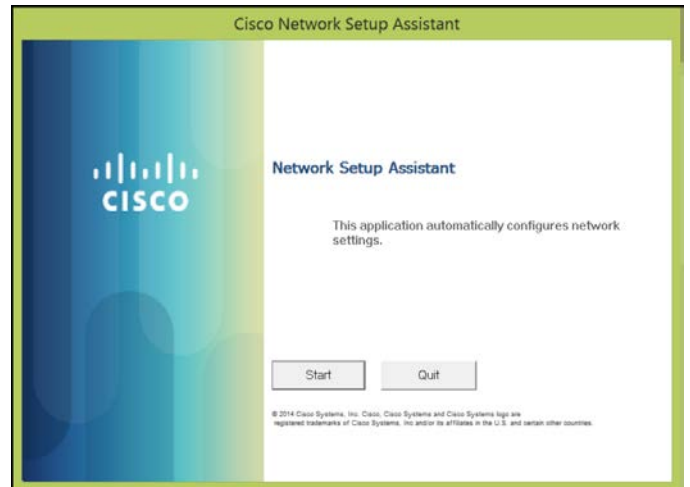 Cisco Network Setup Assistant
CISCO
Network Setup Assistant
This application automatically configures network
settings.
Start
Quit
© 2014 Cisco Systems, Inc. Cisco, Cisco Systems and Cisco Systems logo are
registered trademarks of Cisco Systems, Inc and/or its affiliates in the U.S. and certain other countries.